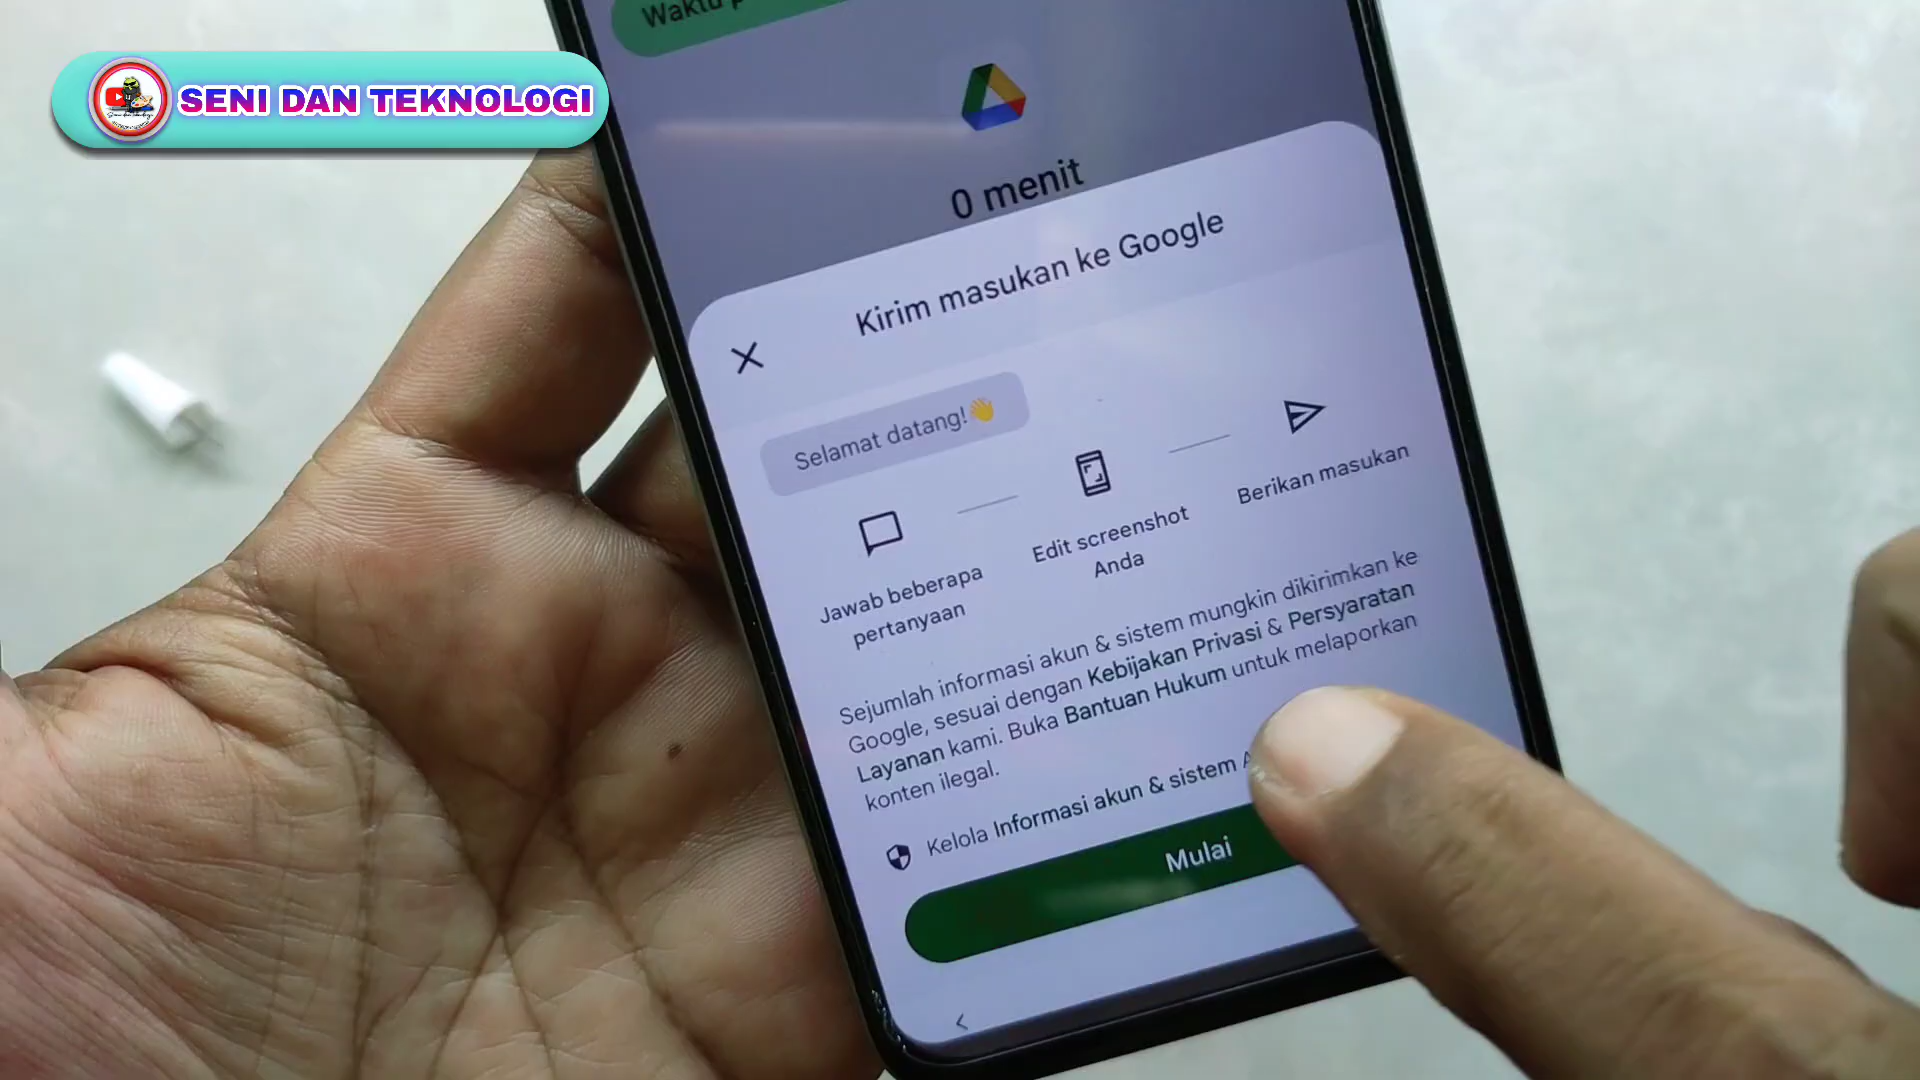 Waktu
SENI DAN TEKNOLOGI
0 menit
Kirim masukan ke Google
Selamat datang!👋
Jawab beberapa
pertanyaan
Edit screenshot
Anda
Berikan masukan
Sejumlah informasi akun & sistem mungkin dikirimkan ke
Google, sesuai dengan Kebijakan Privasi & Persyaratan
Layanan kami. Buka Bantuan Hukum untuk melaporkan
konten ilegal.
Kelola Informasi akun & sistem
Mulai